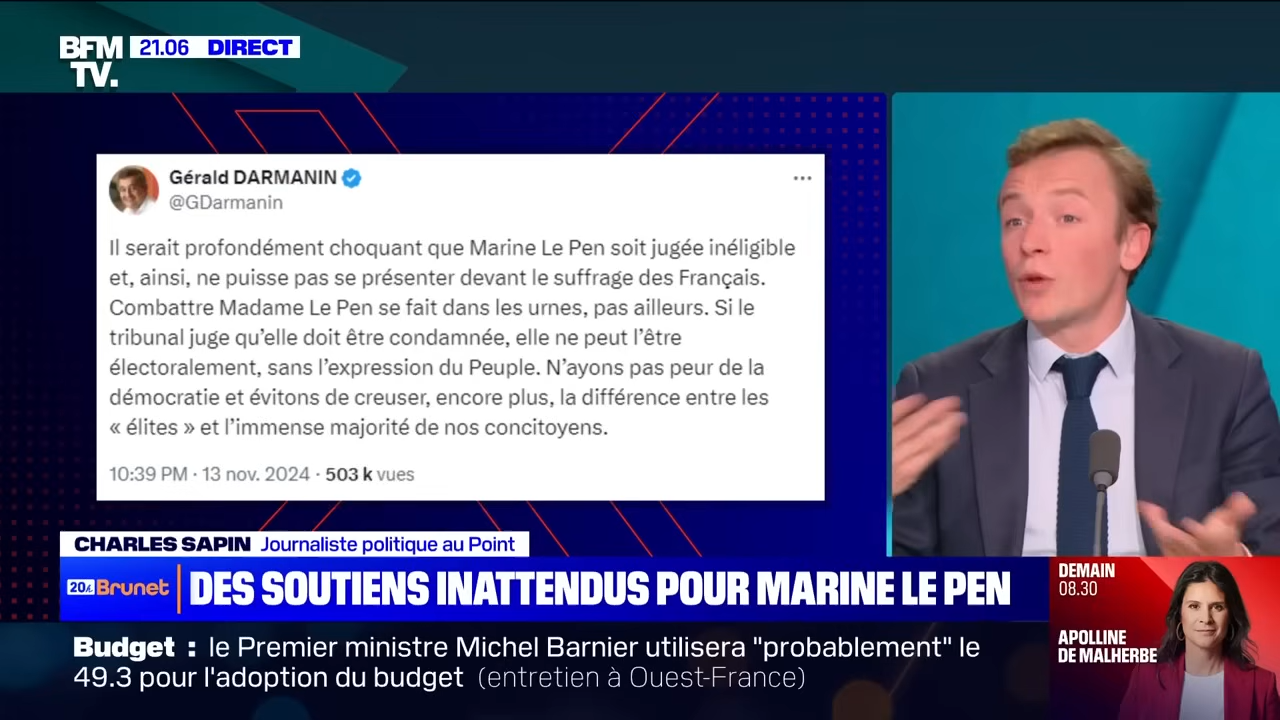 BFM
TV.
21.06 DIRECT
Gérald DARMANIN
@GDarmanin
Il serait profondément choquant que Marine Le Pen soit jugée inéligible
et, ainsi, ne puisse pas se présenter devant le suffrage des Français.
Combattre Madame Le Pen se fait dans les urnes, pas ailleurs. Si le
tribunal juge qu’elle doit être condamnée, elle ne peut l’être
électoralement, sans l’expression du Peuple. N’ayons pas peur de la
démocratie et évitons de creuser, encore plus, la différence entre les
« élites » et l’immense majorité de nos concitoyens.
10:39 PM · 13 nov. 2024 · 503 k vues
CHARLES SAPIN Journaliste politique au Point
Brunet
DES SOUTIENS INATTENDUS POUR MARINE LE PEN
DEMAIN
08.30
APOLLINE
DE MALHERBE
Budget : le Premier ministre Michel Barnier utilisera "probablement" le
49.3 pour l'adoption du budget (entretien à Ouest-France)